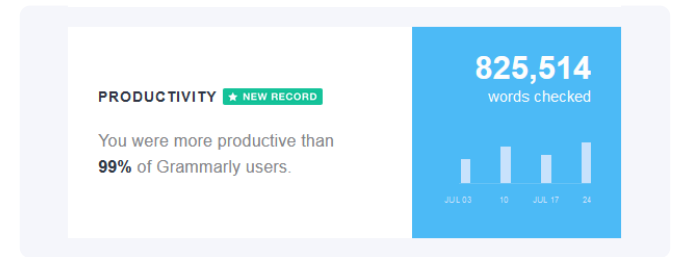 PRODUCTIVITY ★ NEW RECORD
You were more productive than
99% of Grammarly users.
825,514
words checked
JUL 03 10 JUL 17 24